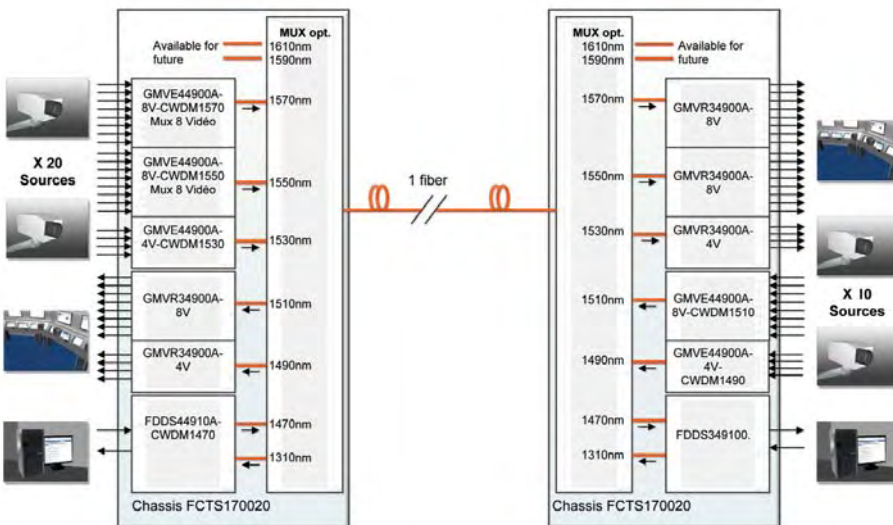 MUX opt.
Available for
future
1610nm
1590nm
GMVE44900A-
8V-CWDM1570
Mux 8 Vidéo
1570nm
X 20
Sources
GMVE44900A-
8V-CWDM1550
Mux 8 Vidéo
1550nm
GMVE44900A-
4V-CWDM1530
1530nm
GMVR34900A-
8V
1510nm
GMVR34900A-
4V
1490nm
FDDS44910A-
CWDM1470
1470nm
1310nm
Chassis FCTS170020
1 fiber
MUX opt.
1610nm
1590nm
Available for
future
1570nm
GMVR34900A-
8V
1550nm
GMVR34900A-
8V
1530nm
GMVR34900A-
4V
1510nm
GMVE44900A-
8V-CWDM1510
X I0
Sources
1490nm
GMVE44900A-
4V-
CWDM1490
1470nm
FDDS349100.
1310nm
Chassis FCTS170020